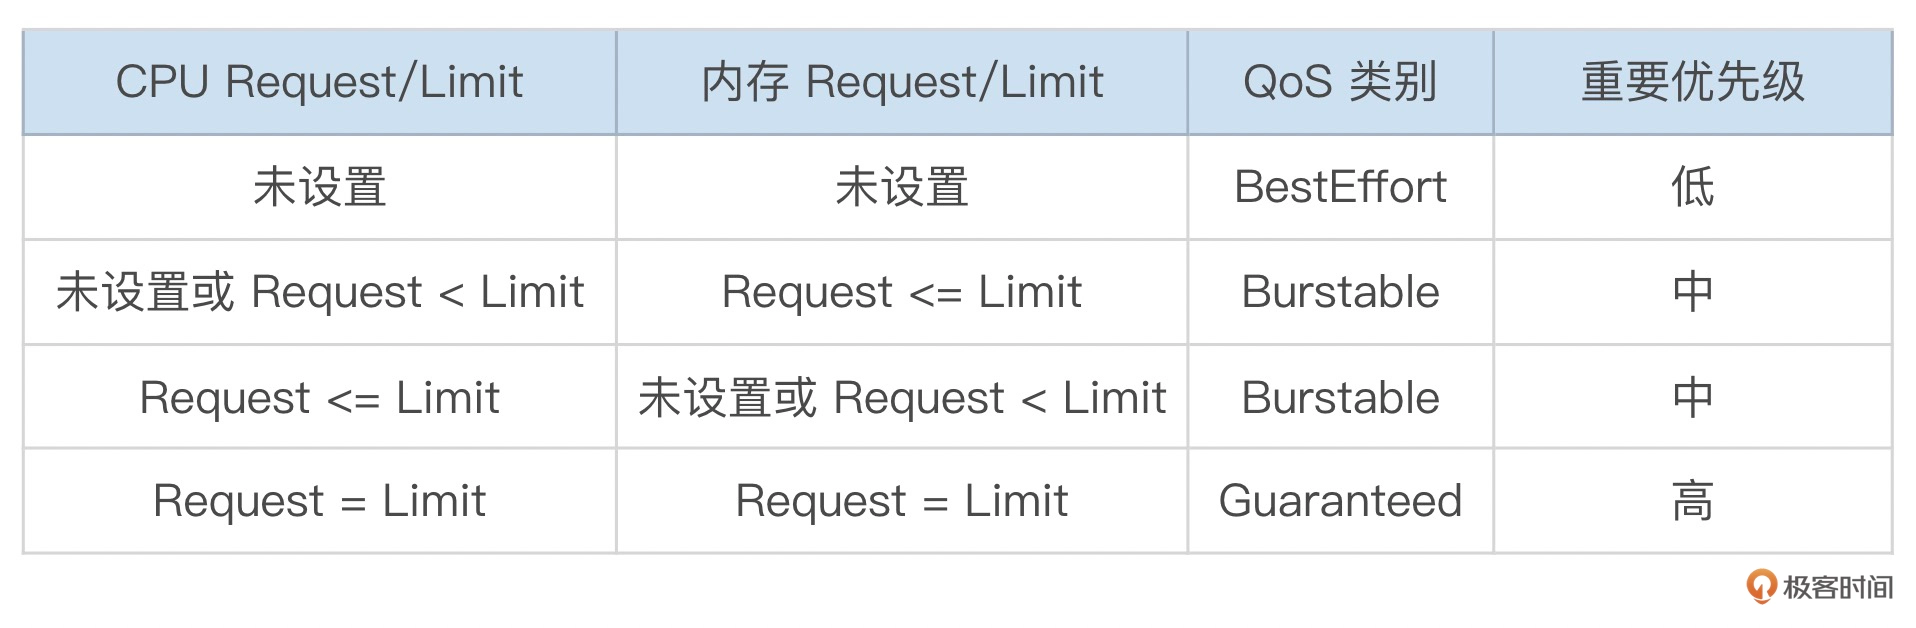 CPU Request/Limit 内存 Request/Limit QoS 类别 重要优先级
未设置 未设置 BestEffort 低
未设置或 Request < Limit Request <= Limit Burstable 中
Request <= Limit 未设置或 Request < Limit Burstable 中
Request = Limit Request = Limit Guaranteed 高
极客时间